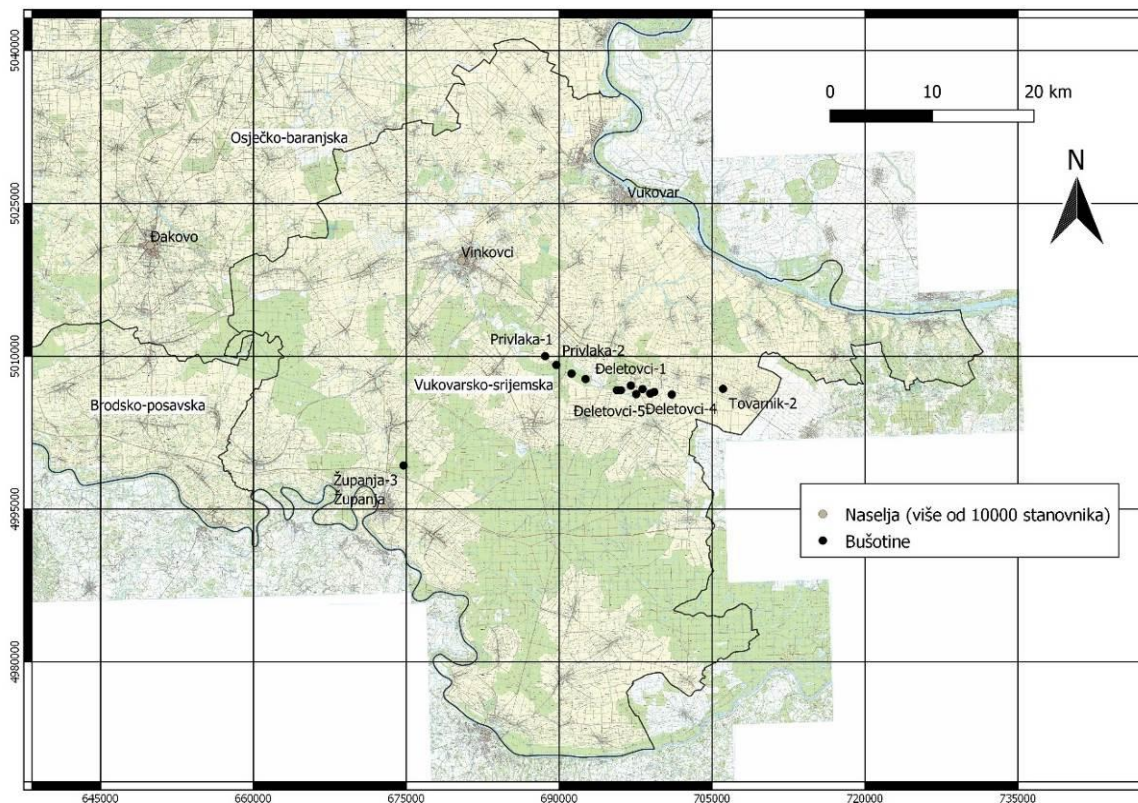 5040000
5025000
5010000
4995000
4980000
0 10 20 km
N
Osječko-baranjska
Vukovar
Đakovo
Vinkovci
Privlaka-1
Privlaka-2
Đeletovci-1
Vukovarsko-srijemska
Brodsko-posavska
Đeletovci-5
Đeletovci-4
Tovarnik-2
Županja-3
Županja
Naselja (više od 10000 stanovnika)
Bušotine
645000 660000 675000 690000 705000 720000 735000